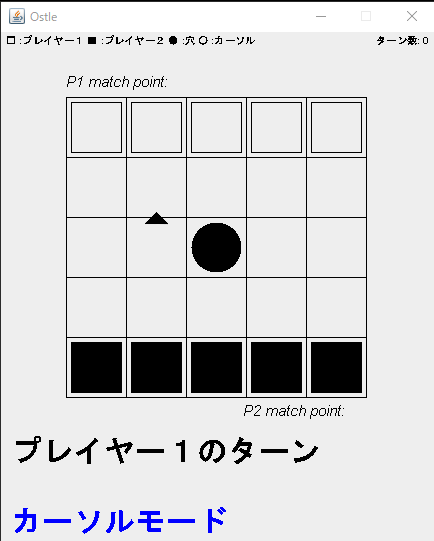 Ostle
□ :プレイヤー１ ■ :プレイヤー２ ● :穴 ○ :カーソル ターン数: 0
P1 match point:
P2 match point:
プレイヤー１のターン
カーソルモード